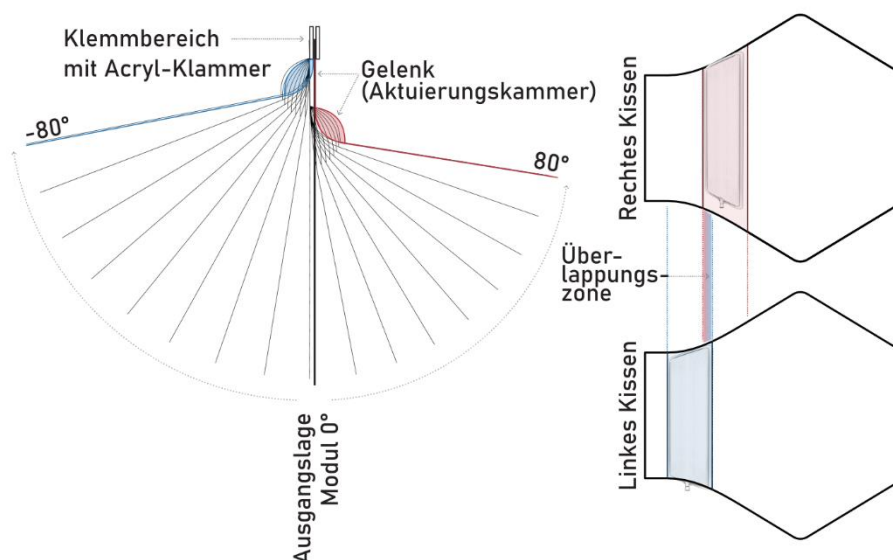 Klemmbereich
mit Acryl-Klammer
Gelenk
(Aktuierungskammer)
-80°
80°
Ausgangslage
Modul 0°
Rechtes Kissen
Über-
lappungs-
zone
Linkes Kissen